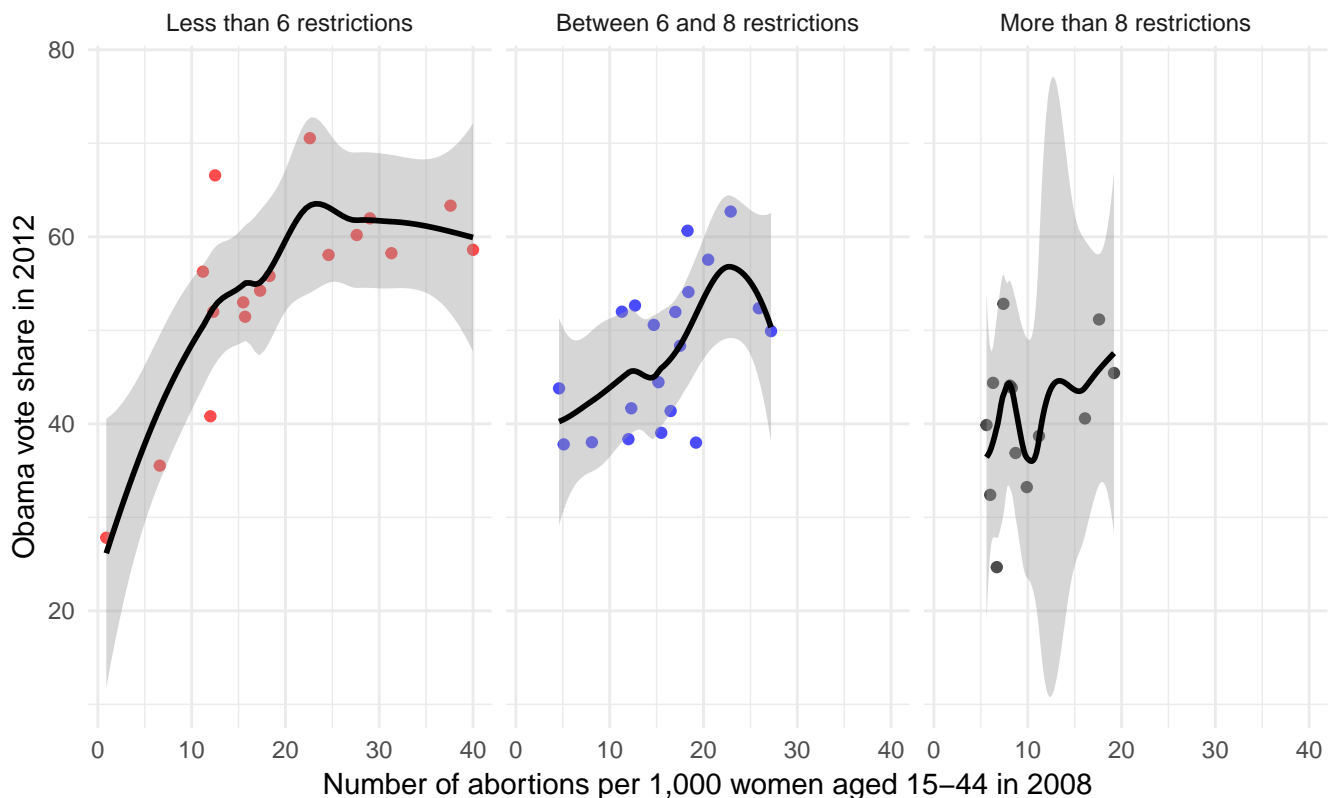 Less than 6 restrictions
Between 6 and 8 restrictions
More than 8 restrictions
80
60
40
20
Obama vote share in 2012
0 10 20 30 40
0 10 20 30 40
0 10 20 30 40
Number of abortions per 1,000 women aged 15−44 in 2008